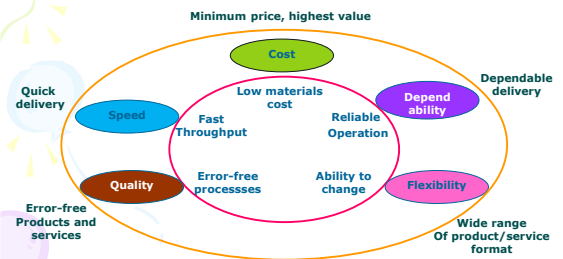 Minimum price, highest value
Cost
Low materials
cost
Quick
delivery
Speed
Fast
Throughput
Reliable
Operation
Depend
ability
Dependable
delivery
Quality
Error-free
processses
Ability to
change
Flexibility
Error-free
Products and
services
Wide range
Of product/service
format